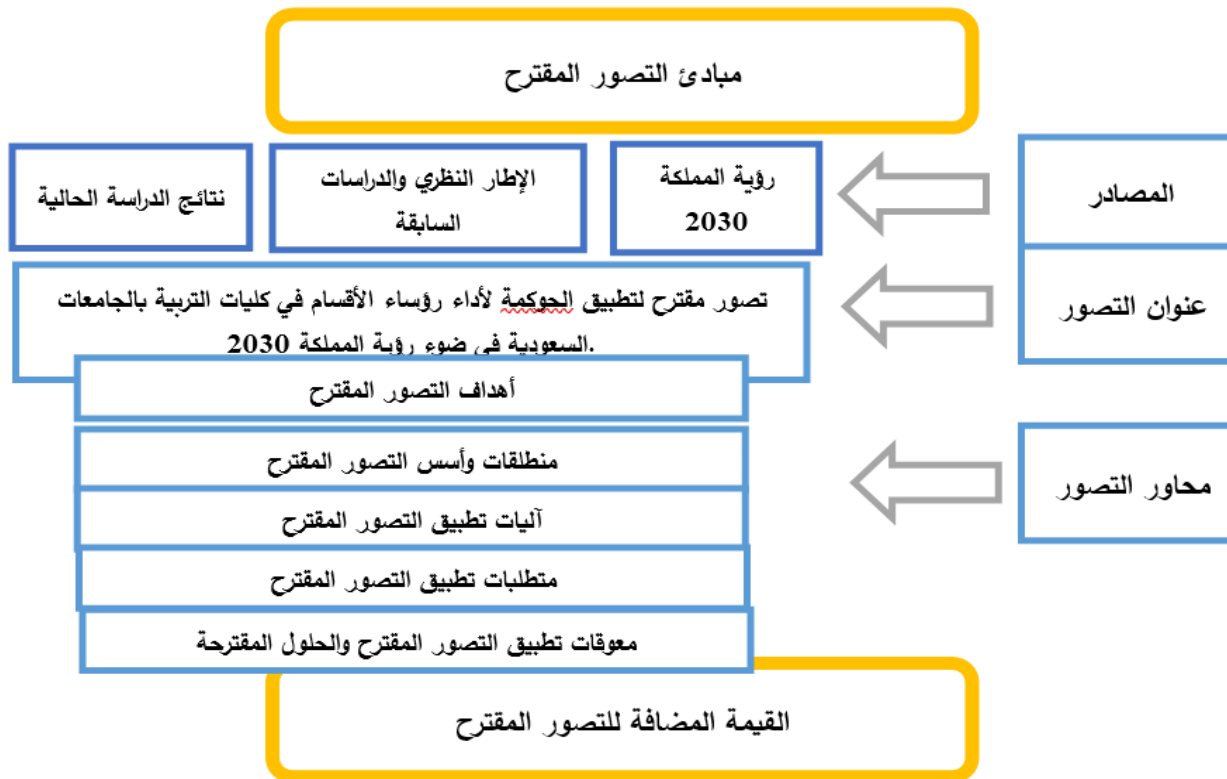 مبادئ التصور المقترح
المصادر
رؤية المملكة
2030
الإطار النظري والدراسات
السابقة
نتائج الدراسة الحالية
عنوان التصور
تصور مقترح لتطبيق الحوكمة لأداء رؤساء الأقسام في كليات التربية بالجامعات
السعودية في ضوء رؤية المملكة 2030.
محاور التصور
أهداف التصور المقترح
منطلقات وأسس التصور المقترح
آليات تطبيق التصور المقترح
متطلبات تطبيق التصور المقترح
معوقات تطبيق التصور المقترح والحلول المقترحة
القيمة المضافة للتصور المقترح